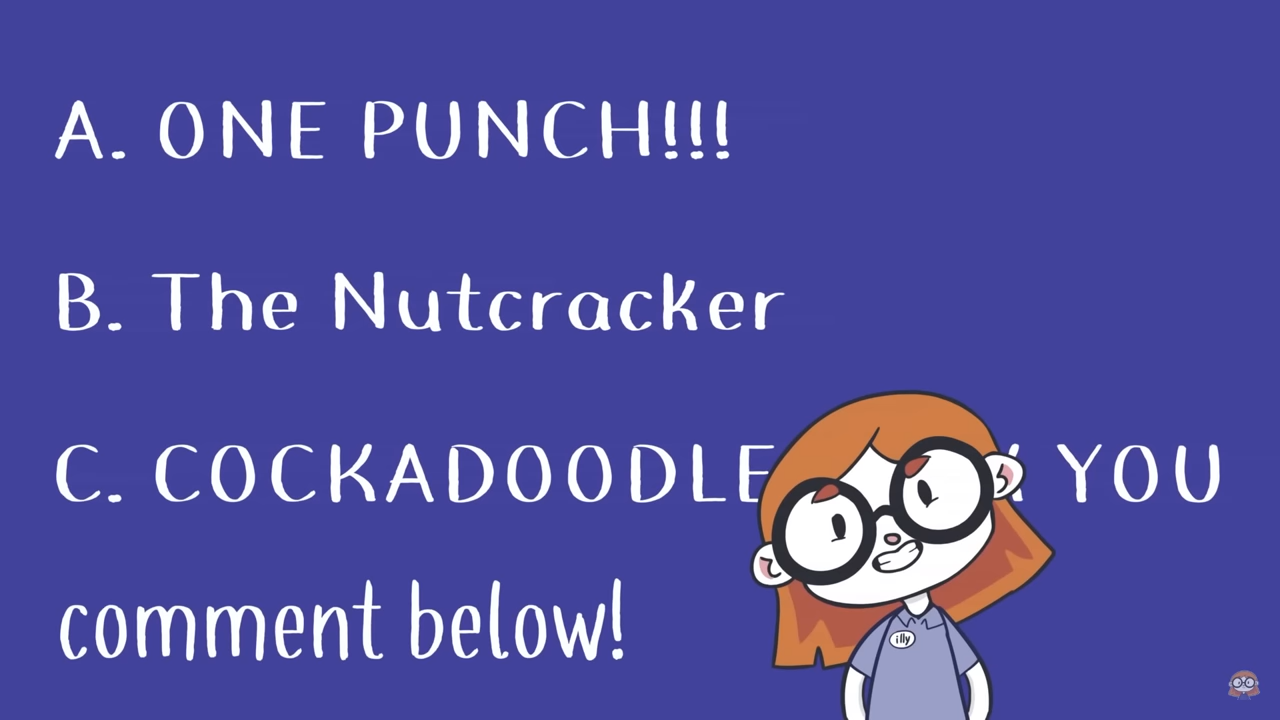 A. ONE PUNCH!!!
B. The Nutcracker
C. COCKADOODLE YOU
comment below!
illy